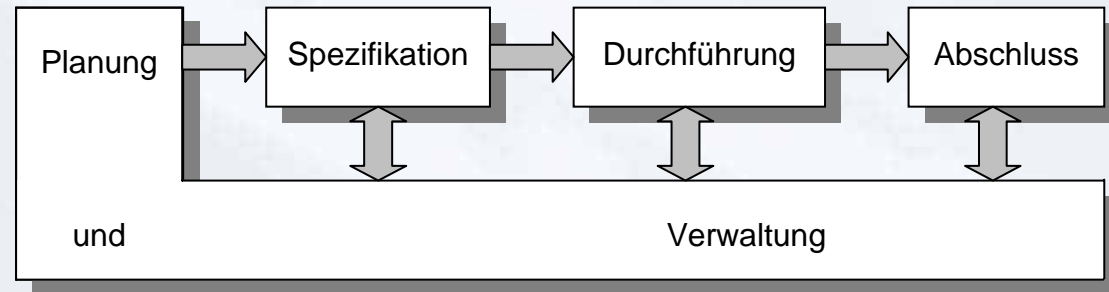 Planung Spezifikation Durchführung Abschluss
und Verwaltung